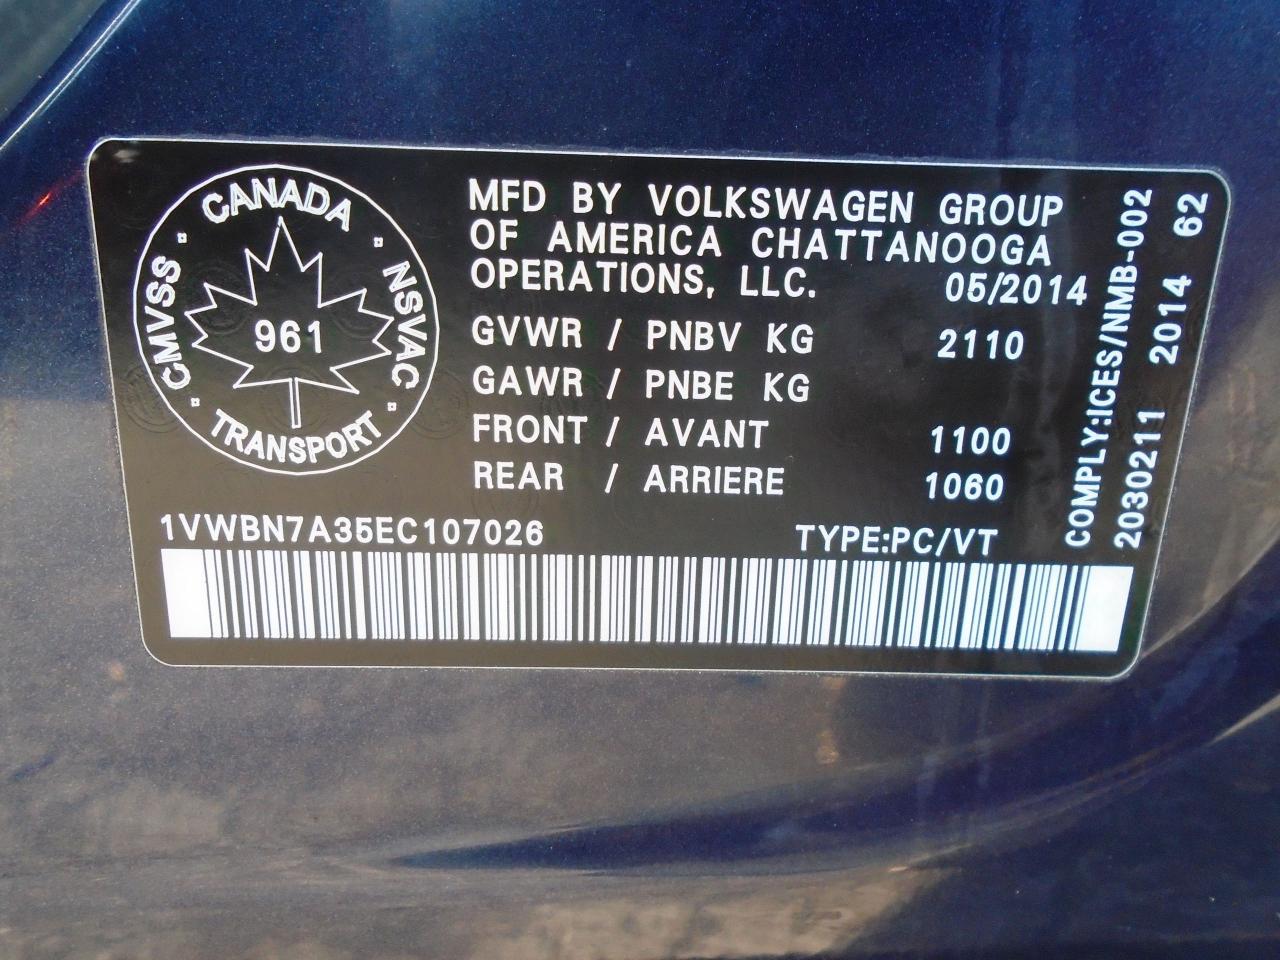 CANADA
CMVSS
961
NSVAC
TRANSPORT
MFD BY VOLKSWAGEN GROUP
OF AMERICA CHATTANOOGA
OPERATIONS, LLC. 05/2014
GVWR / PNBV KG 2110
GAWR / PNBE KG
FRONT / AVANT 1100
REAR / ARRIERE 1060
1VWBN7A35EC107026 TYPE:PC/VT
COMPLY:ICES/NMB-002
2030211 2014 62